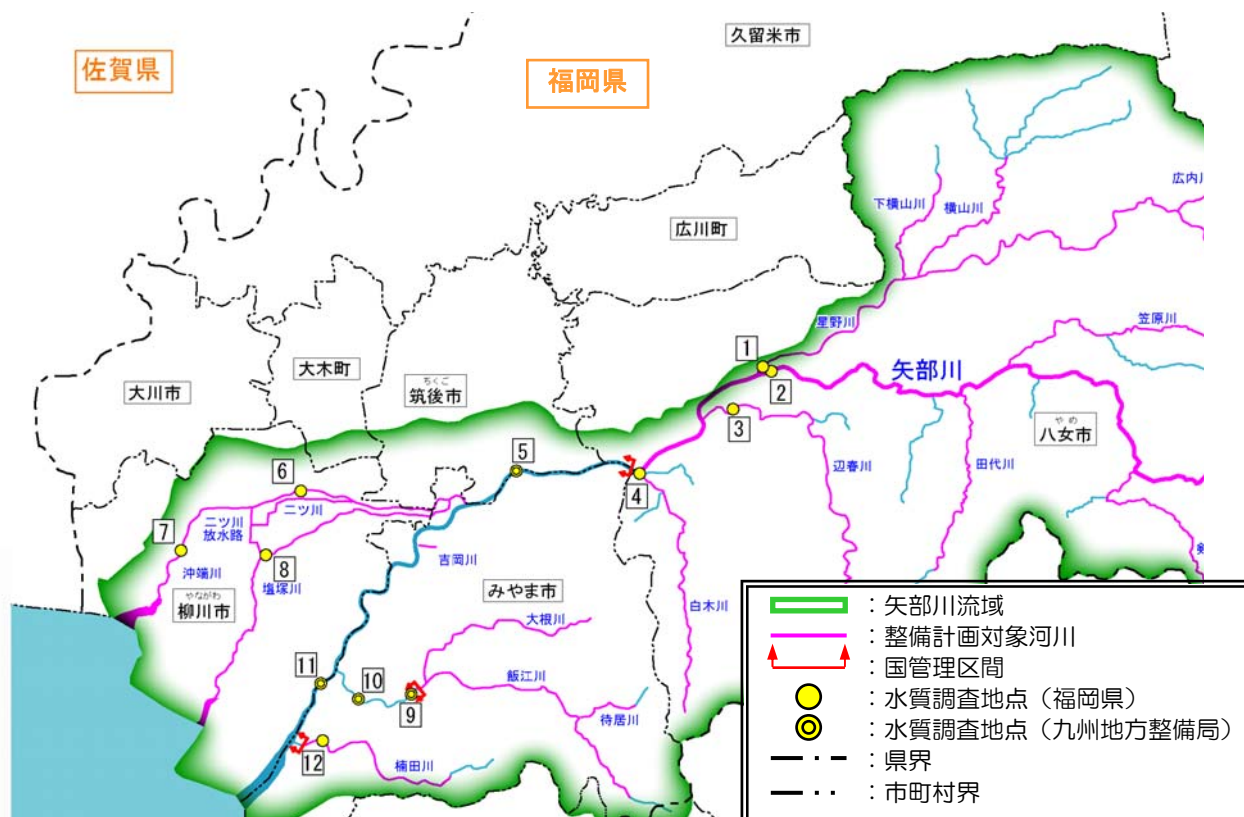 久留米市
佐賀県
福岡県
広内川
下横山川
横山川
広川町
星野川
笠原川
1
矢部川
大木町
ちくご
筑後市
2
大川市
3
やめ
八女市
5
6
4
辺春川
田代川
二ツ川
二ツ川
放水路
7
8
吉岡川
沖端川
塩塚川
みやま市
やながわ
柳川市
大根川
白木川
11
10
飯江川
9
待居川
12
楠田川
：矢部川流域
：整備計画対象河川
：国管理区間
：水質調査地点（福岡県）
：水質調査地点（九州地方整備局）
：県界
：市町村界